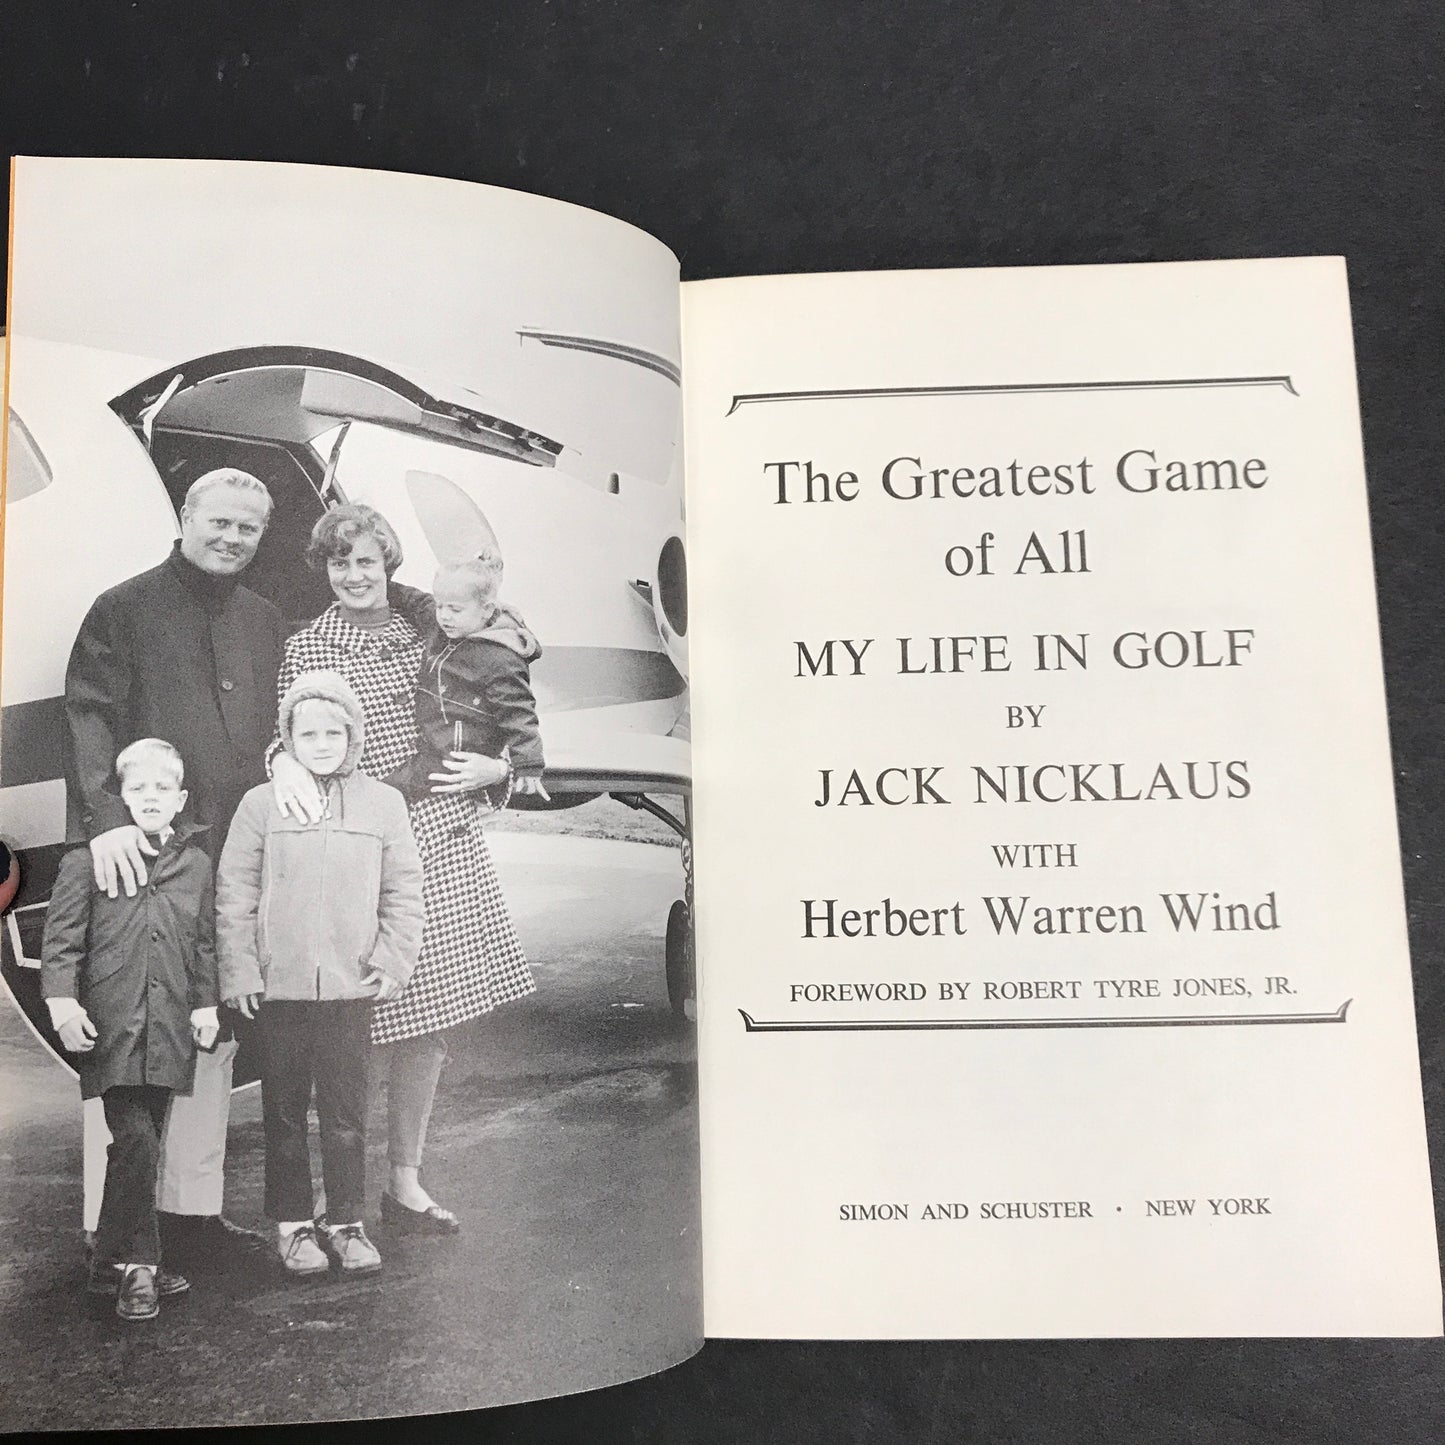 The Greatest Game
of All
MY LIFE IN GOLF
BY
JACK NICKLAUS
WITH
Herbert Warren Wind
FOREWORD BY ROBERT TYRE JONES, JR.
SIMON AND SCHUSTER · NEW YORK